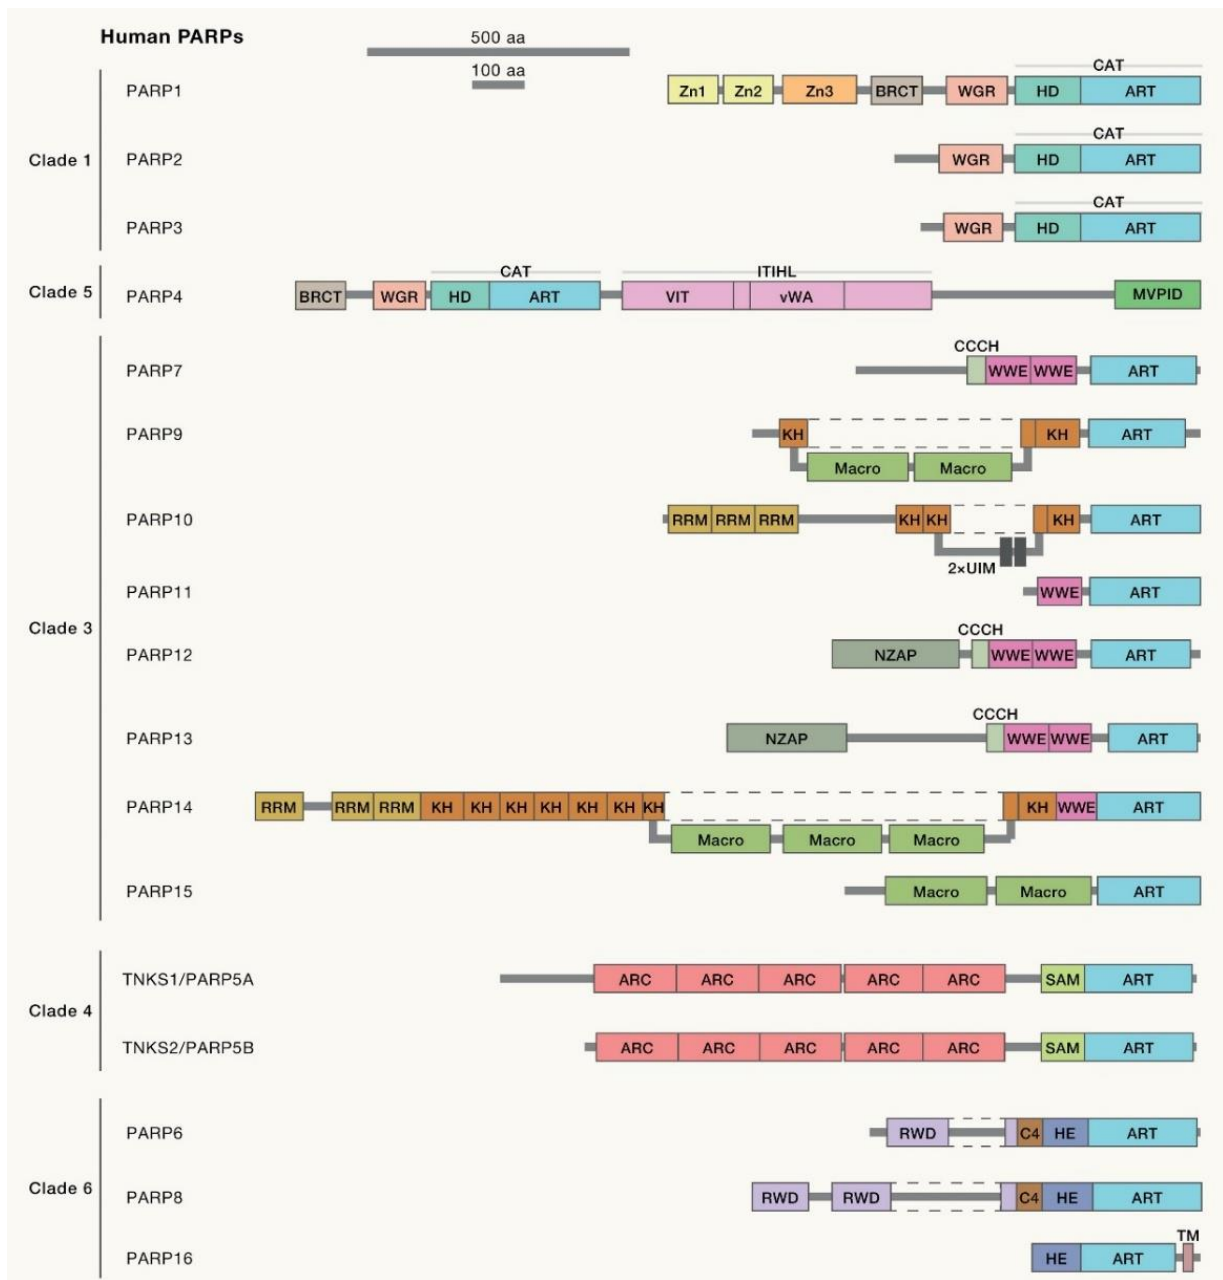 Human PARPs
500 aa
100 aa
CAT
PARP1 Zn1 Zn2 Zn3 BRCT WGR HD ART
CAT
Clade 1 PARP2 WGR HD ART
CAT
PARP3 WGR HD ART
CAT ITIHL
Clade 5 PARP4 BRCT WGR HD ART VIT vWA MVPID
CCCH
PARP7 WWE WWE ART
PARP9 KH KH ART
Macro Macro
PARP10 RRM RRM RRM KH KH KH ART
2×UIM
PARP11 WWE ART
Clade 3
CCCH
PARP12 NZAP WWE WWE ART
CCCH
PARP13 NZAP WWE WWE ART
PARP14 RRM RRM RRM KH KH KH KH KH KH KH KH WWE ART
Macro Macro Macro
PARP15 Macro Macro ART
TNKS1/PARP5A ARC ARC ARC ARC ARC SAM ART
Clade 4
TNKS2/PARP5B ARC ARC ARC ARC ARC SAM ART
PARP6 RWD C4 HE ART
Clade 6
PARP8 RWD RWD C4 HE ART
TM
PARP16 HE ART